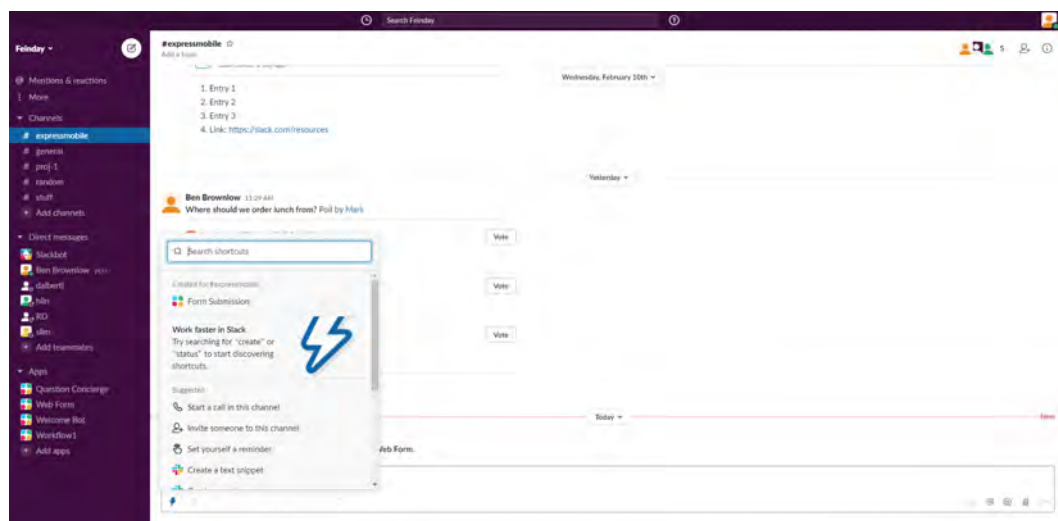 Search Feinday
Feinday
Mentions & reactions
More
Channels
# expressmobile
# general
# proj-1
# random
# stuff
+ Add channels
Direct messages
Slackbot
Ben Brownlow
dalbertl
RD
slim
+ Add teammates
Apps
Question Concierge
Web Form
Welcome Bot
Workflow1
+ Add apps
#expressmobile
Add a topic
5
Wednesday, February 10th
1. Entry 1
2. Entry 2
3. Entry 3
4. Link: https://slack.com/resources
Yesterday
Ben Brownlow 11:29 AM
Where should we order lunch from? Poll by Mark
Vote
Vote
Vote
Search shortcuts
Created for #expressmobile
Form Submission
Work faster in Slack
Try searching for "create" or
"status" to start discovering
shortcuts.
Suggested
Start a call in this channel
Invite someone to this channel
Set yourself a reminder
Create a text snippet
Today
New
Web Form.